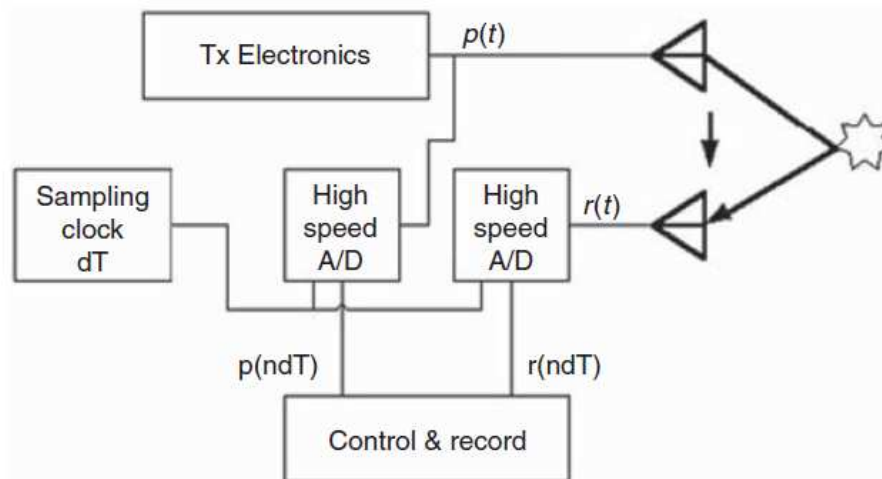 Tx Electronics
p(t)
Sampling
clock
dT
High
speed
A/D
High
speed
A/D
r(t)
p(ndT)
r(ndT)
Control & record